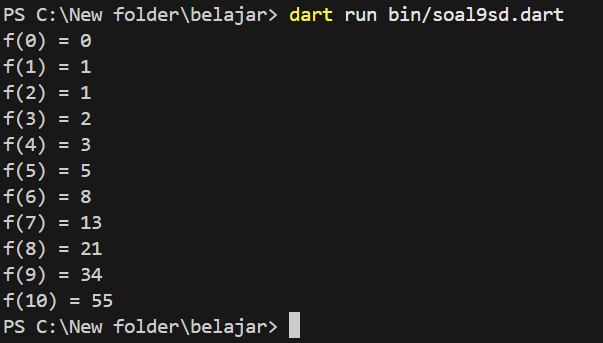 PS C:\New folder\belajar> dart run bin/soal9sd.dart
f(0) = 0
f(1) = 1
f(2) = 1
f(3) = 2
f(4) = 3
f(5) = 5
f(6) = 8
f(7) = 13
f(8) = 21
f(9) = 34
f(10) = 55
PS C:\New folder\belajar>